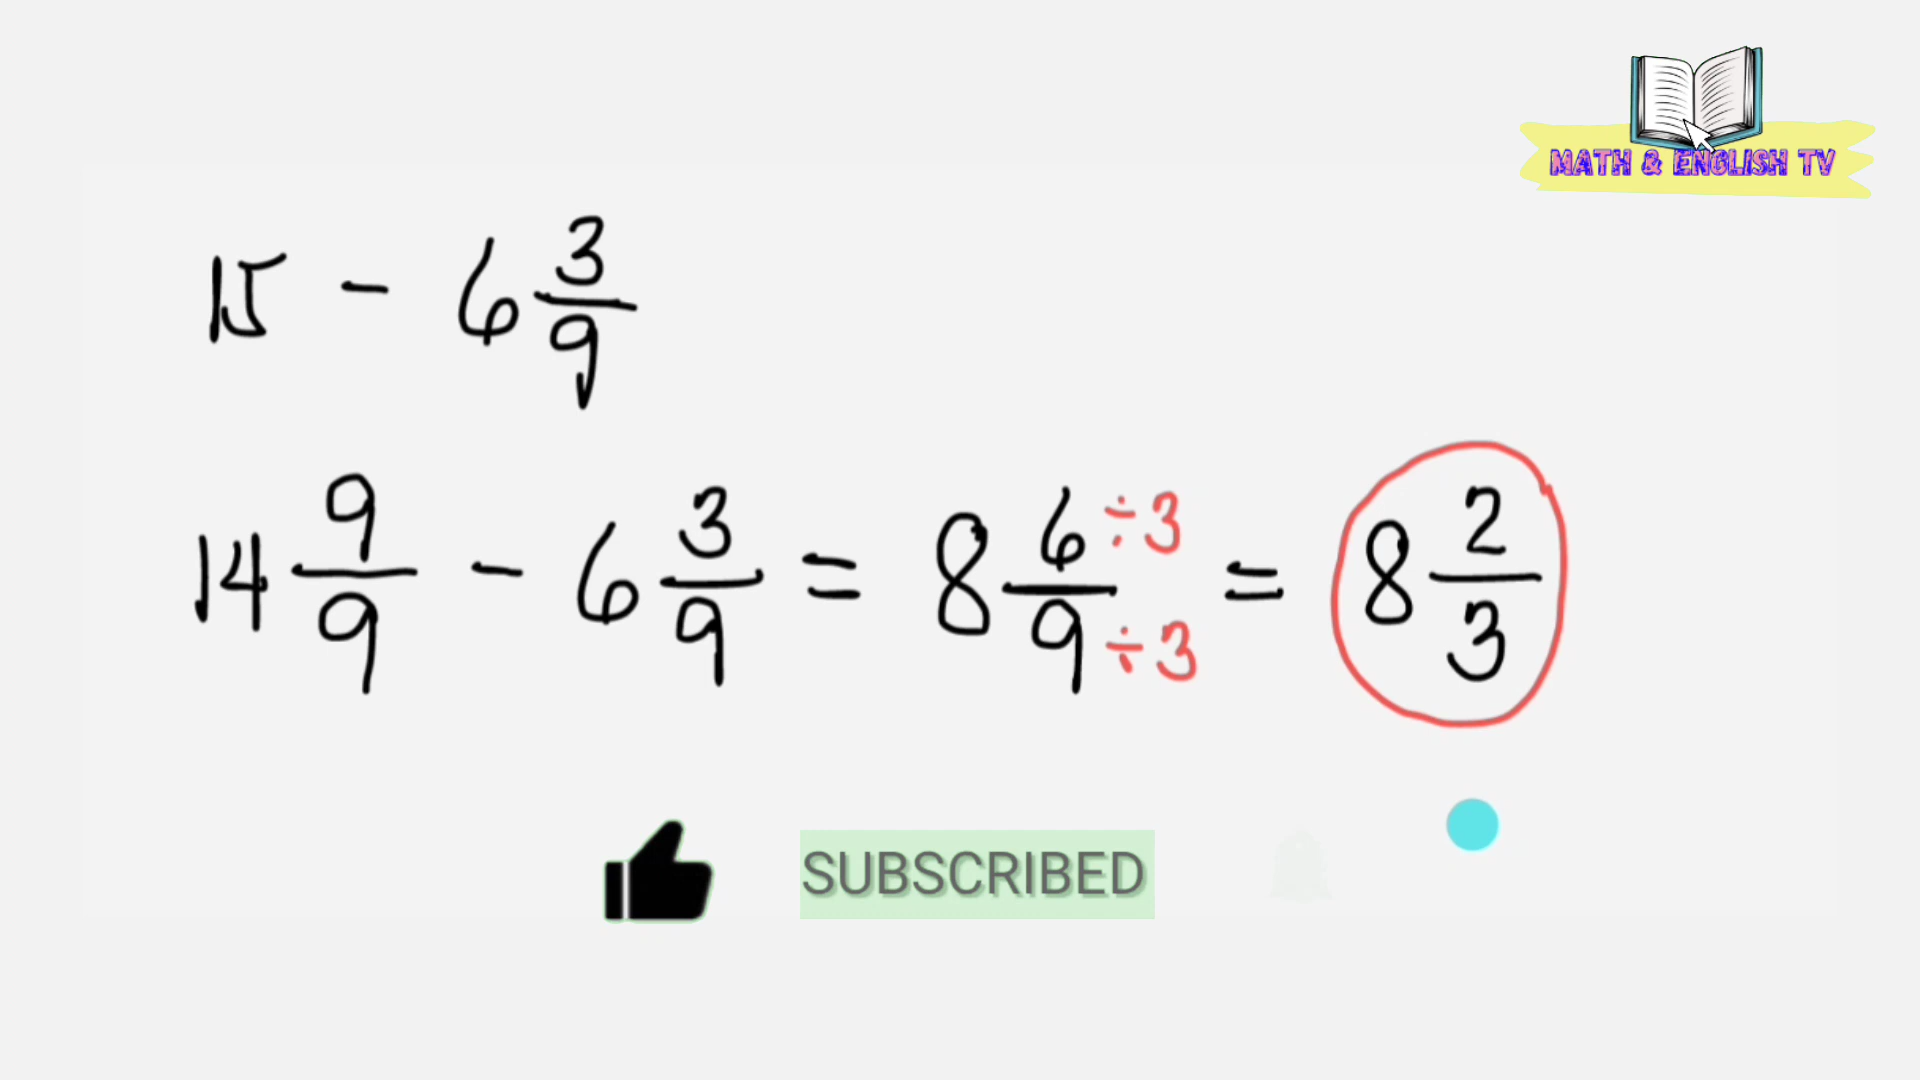 MATH & ENGLISH TV
15 - 6 3/9
14 9/9 - 6 3/9 = 8 6/9 ÷3 ÷3 = 8 2/3
SUBSCRIBED